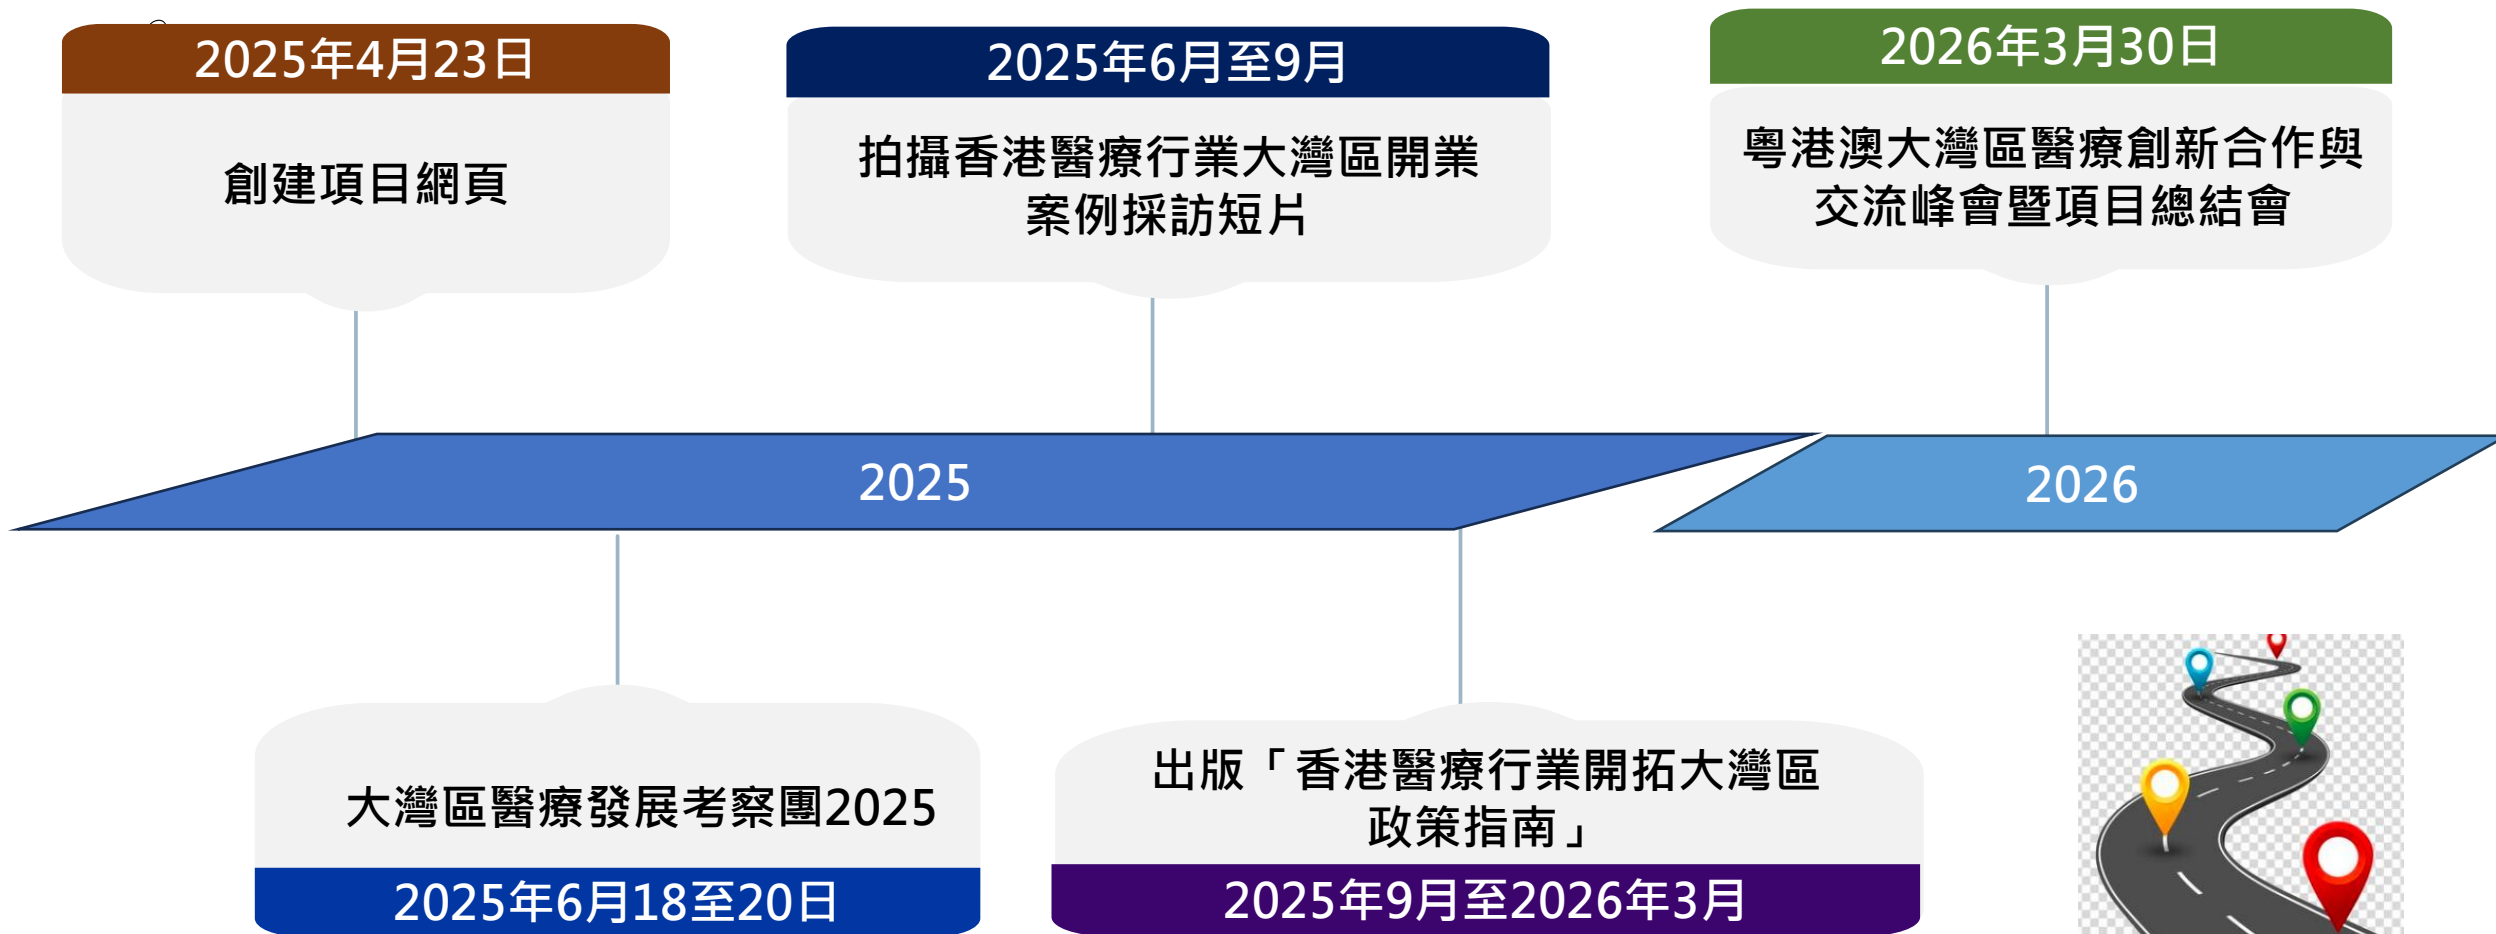 2025年4月23日
創建項目網頁
2025年6月至9月
拍攝香港醫療行業大灣區開業
案例採訪短片
2026年3月30日
粵港澳大灣區醫療創新合作與
交流峰會暨項目總結會
2025
2026
大灣區醫療發展考察團2025
2025年6月18至20日
出版「香港醫療行業開拓大灣區
政策指南」
2025年9月至2026年3月